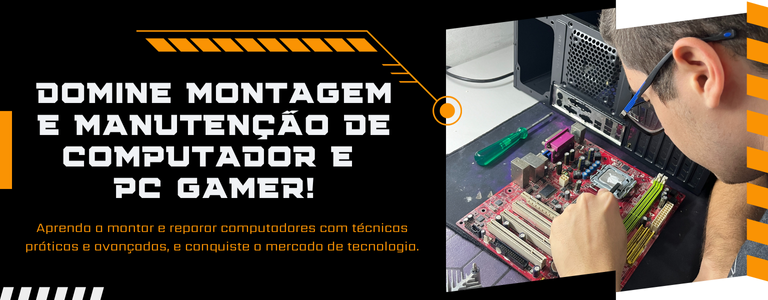 DOMINE MONTAGEM
E MANUTENÇÃO DE
COMPUTADOR E
PC GAMER!
Aprenda a montar e reparar computadores com técnicas
práticas e avançadas, e conquiste o mercado de tecnologia.